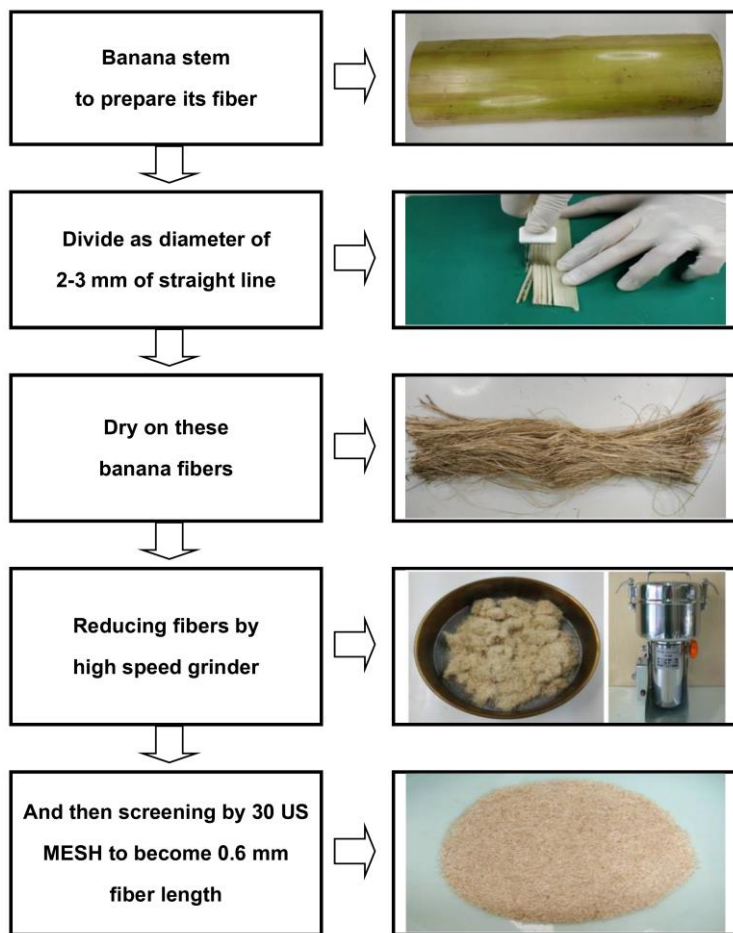 Banana stem
to prepare its fiber
Divide as diameter of
2-3 mm of straight line
Dry on these
banana fibers
Reducing fibers by
high speed grinder
And then screening by 30 US
MESH to become 0.6 mm
fiber length